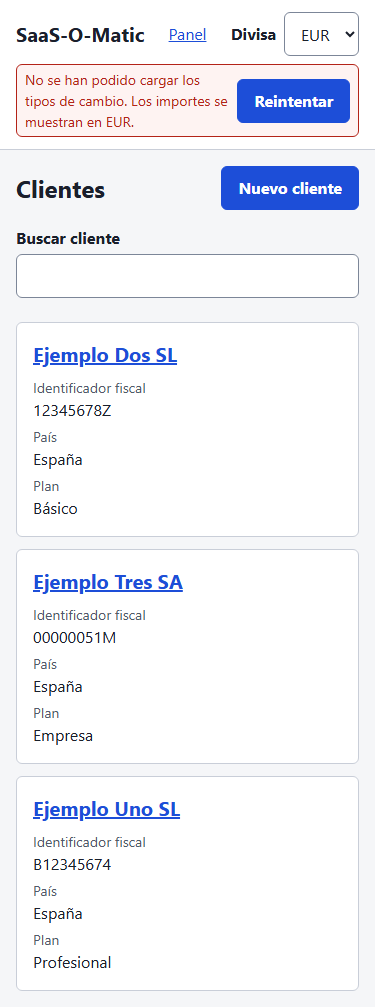 SaaS-O-Matic Panel Divisa EUR
No se han podido cargar los
tipos de cambio. Los importes se
muestran en EUR.
Reintentar
Clientes
Nuevo cliente
Buscar cliente
Ejemplo Dos SL
Identificador fiscal
12345678Z
País
España
Plan
Básico
Ejemplo Tres SA
Identificador fiscal
00000051M
País
España
Plan
Empresa
Ejemplo Uno SL
Identificador fiscal
B12345674
País
España
Plan
Profesional